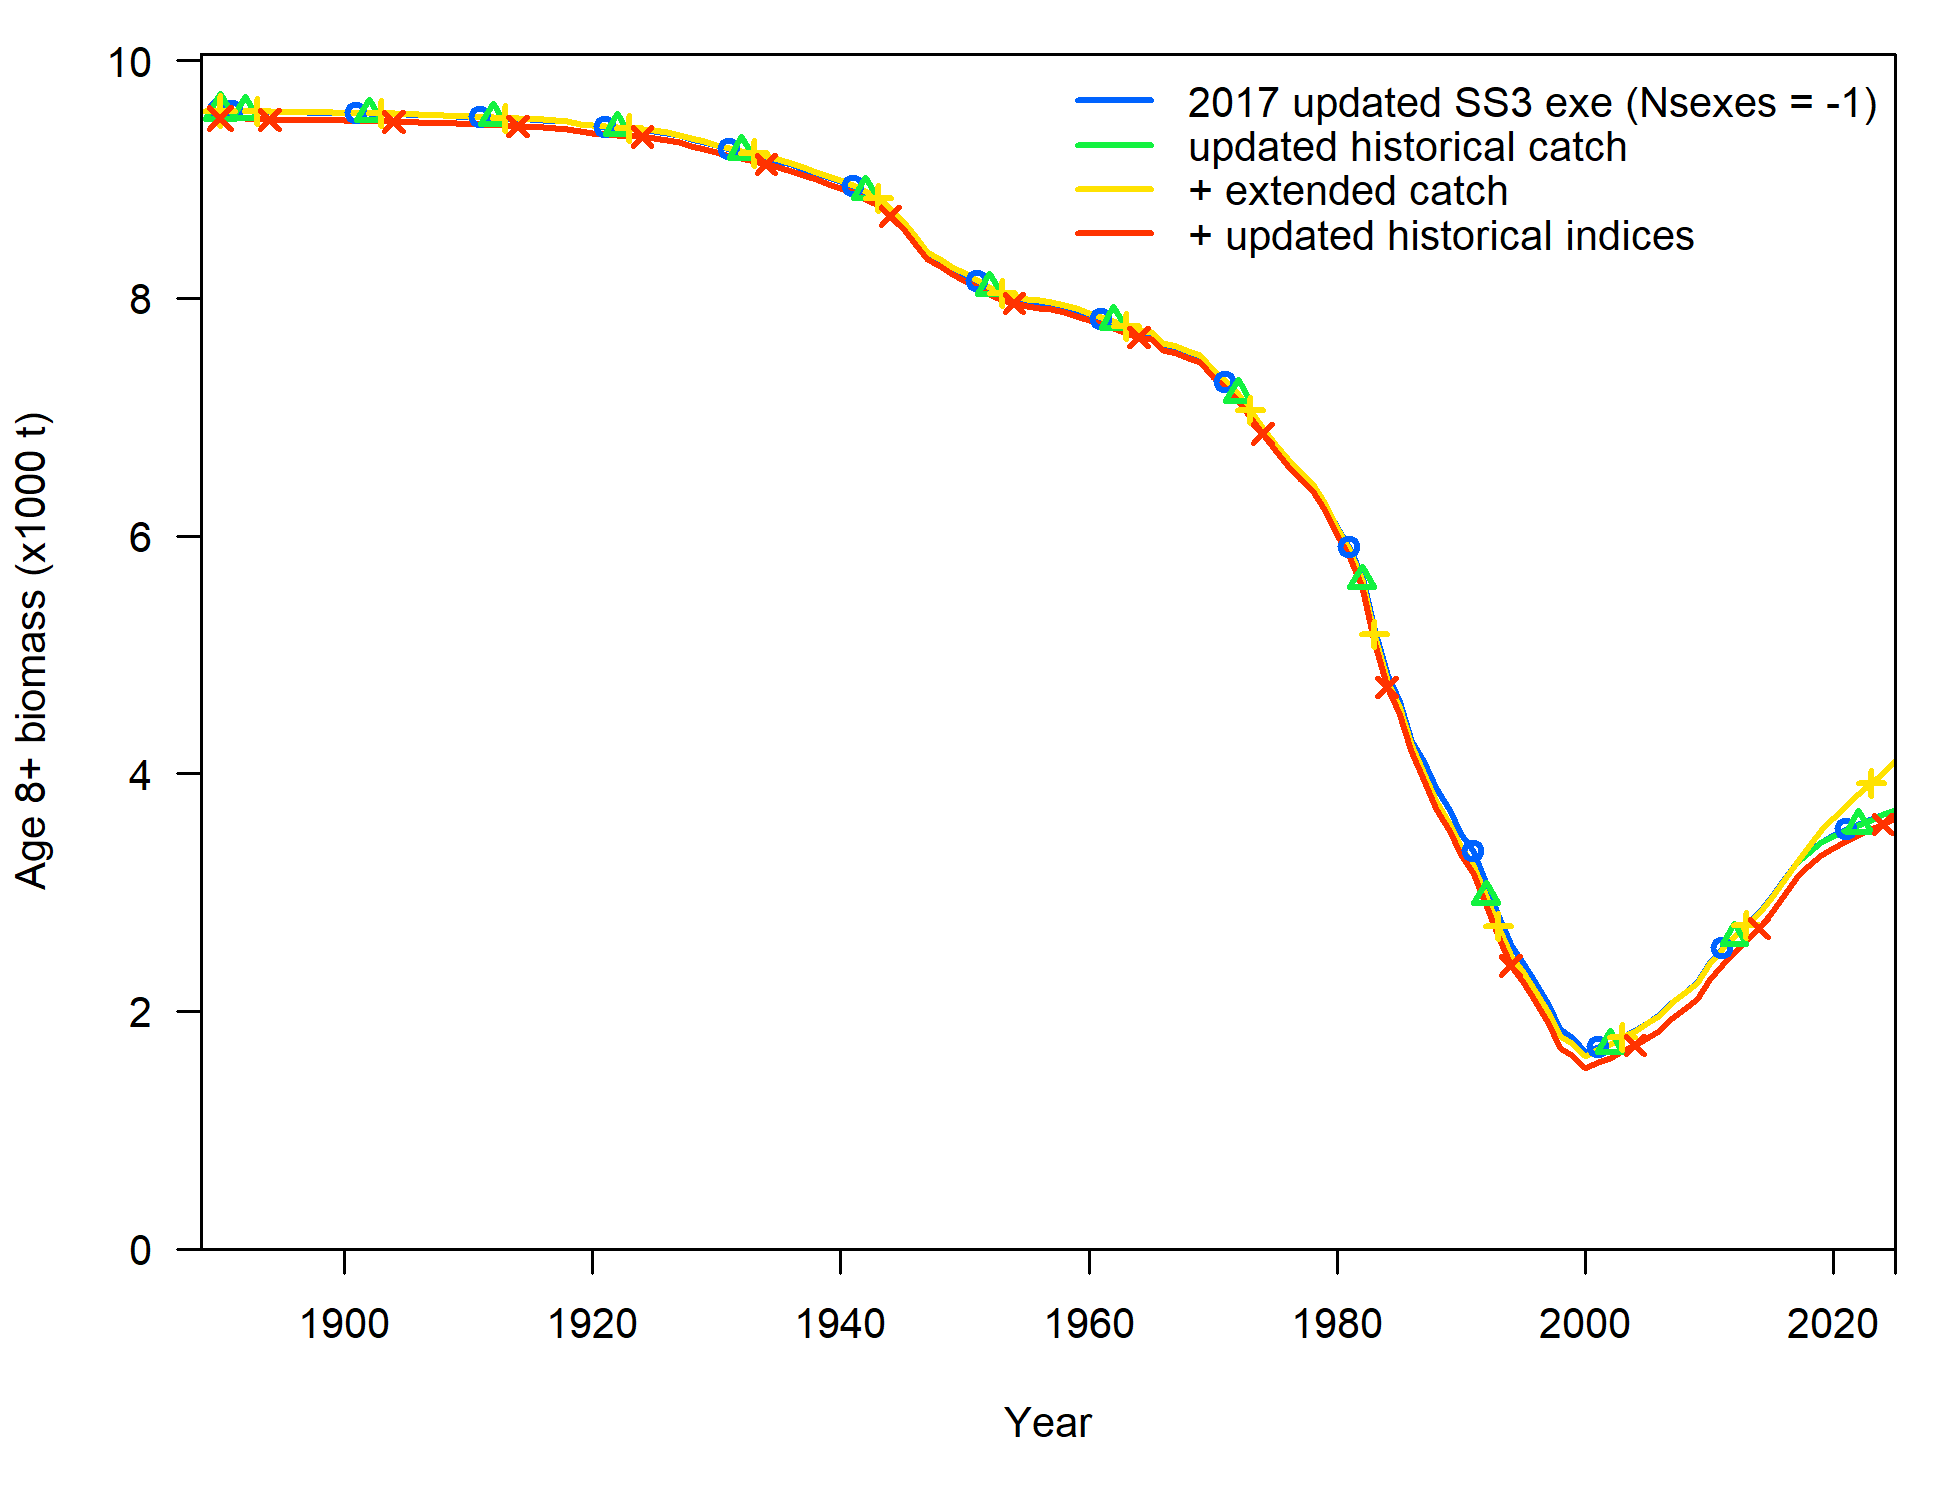 10
8
6
4
2
0
Age 8+ biomass (x1000 t)
2017 updated SS3 exe (Nsexes = -1)
updated historical catch
+ extended catch
+ updated historical indices
1900 1920 1940 1960 1980 2000 2020
Year